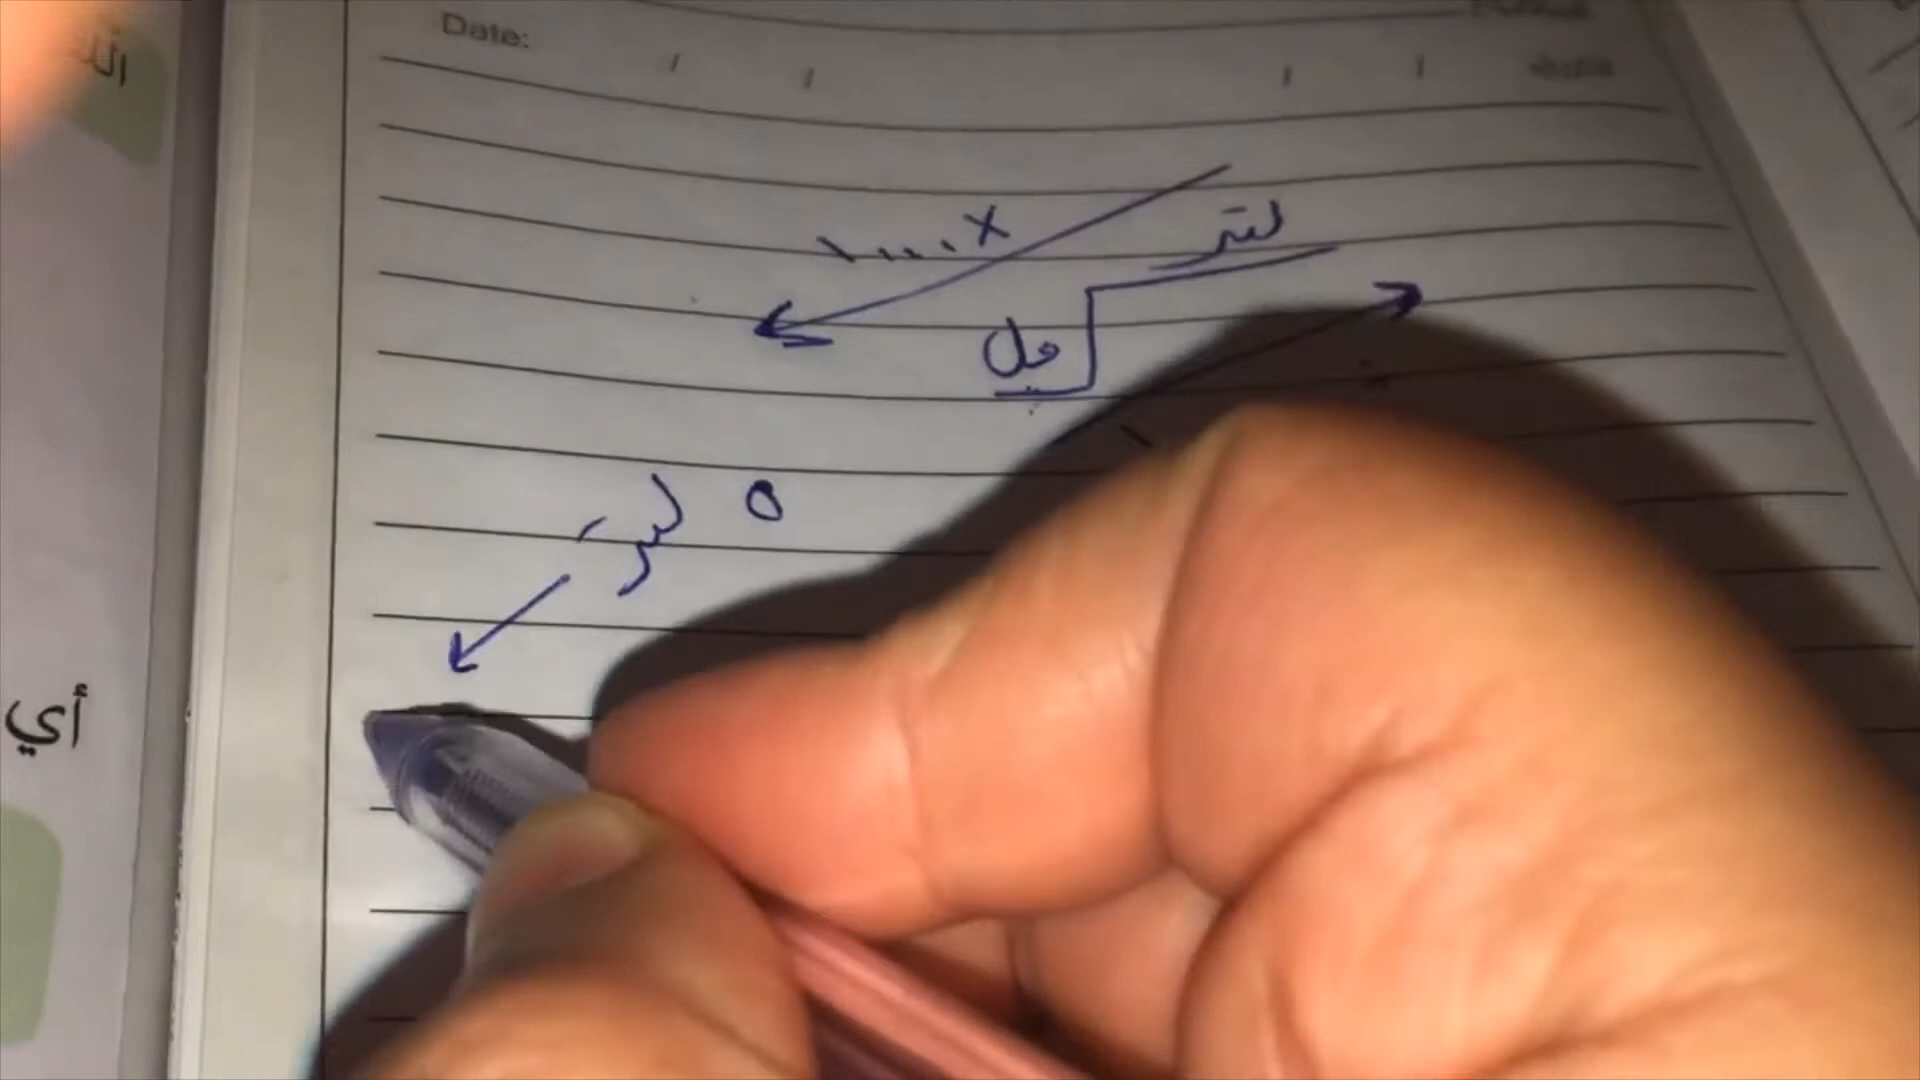 Date:
/ /
/ /
لتر
١٠٠٠ ×
مل
÷
٥ لتر
أي